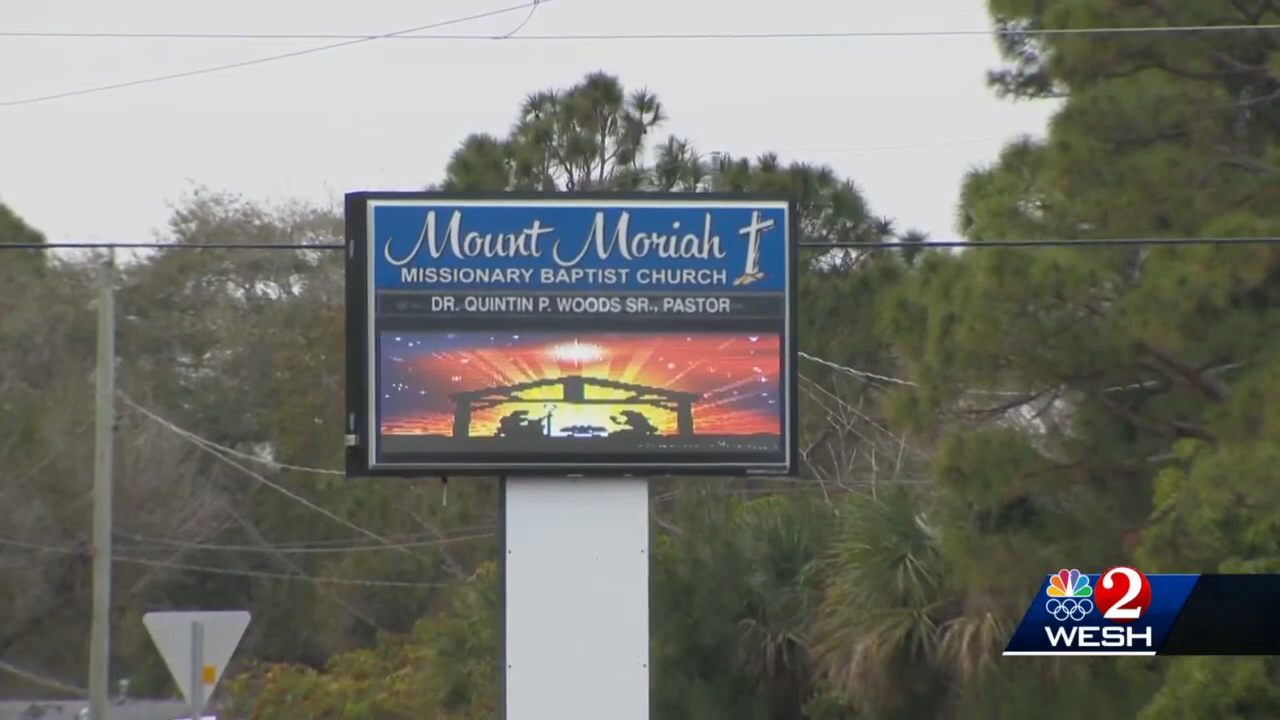 Mount Moriah
MISSIONARY BAPTIST CHURCH
DR. QUINTIN P. WOODS SR., PASTOR
2
WESH